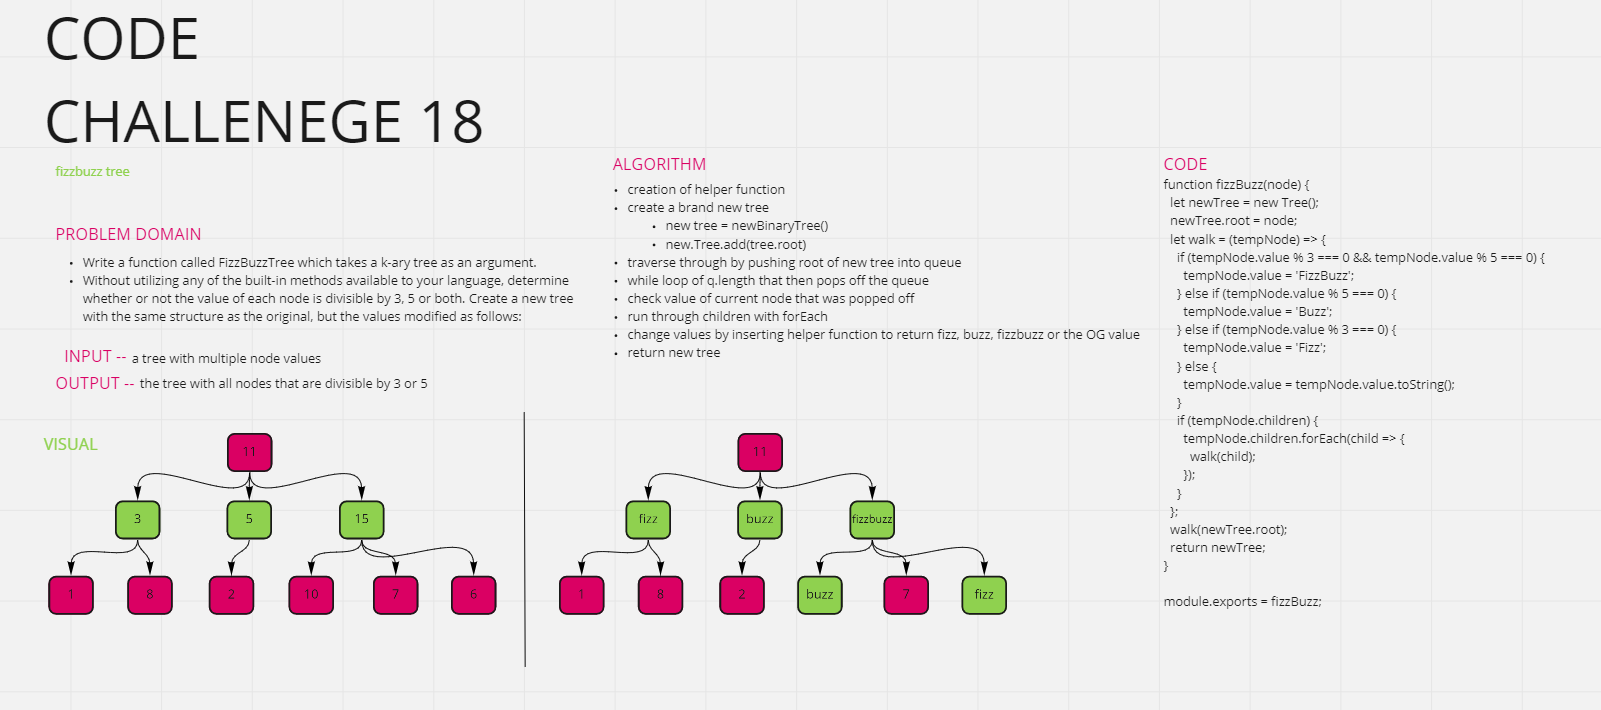 CODE
CHALLENEGE 18
fizzbuzz tree
PROBLEM DOMAIN
• Write a function called FizzBuzzTree which takes a k-ary tree as an argument.
• Without utilizing any of the built-in methods available to your language, determine
whether or not the value of each node is divisible by 3, 5 or both. Create a new tree
with the same structure as the original, but the values modified as follows:
INPUT -- a tree with multiple node values
OUTPUT -- the tree with all nodes that are divisible by 3 or 5
ALGORITHM
• creation of helper function
• create a brand new tree
• new tree = newBinaryTree()
• new.Tree.add(tree.root)
• traverse through by pushing root of new tree into queue
• while loop of q.length that then pops off the queue
• check value of current node that was popped off
• run through children with forEach
• change values by inserting helper function to return fizz, buzz, fizzbuzz or the OG value
• return new tree
CODE
function fizzBuzz(node) {
let newTree = new Tree();
newTree.root = node;
let walk = (tempNode) => {
if (tempNode.value % 3 === 0 && tempNode.value % 5 === 0) {
tempNode.value = 'FizzBuzz';
} else if (tempNode.value % 5 === 0) {
tempNode.value = 'Buzz';
} else if (tempNode.value % 3 === 0) {
tempNode.value = 'Fizz';
} else {
tempNode.value = tempNode.value.toString();
}
if (tempNode.children) {
tempNode.children.forEach(child => {
walk(child);
});
}
};
walk(newTree.root);
return newTree;
}
module.exports = fizzBuzz;
VISUAL
11
3 5 15
1 8 2 10 7 6
11
fizz buzz fizzbuzz
1 8 2 buzz 7 fizz